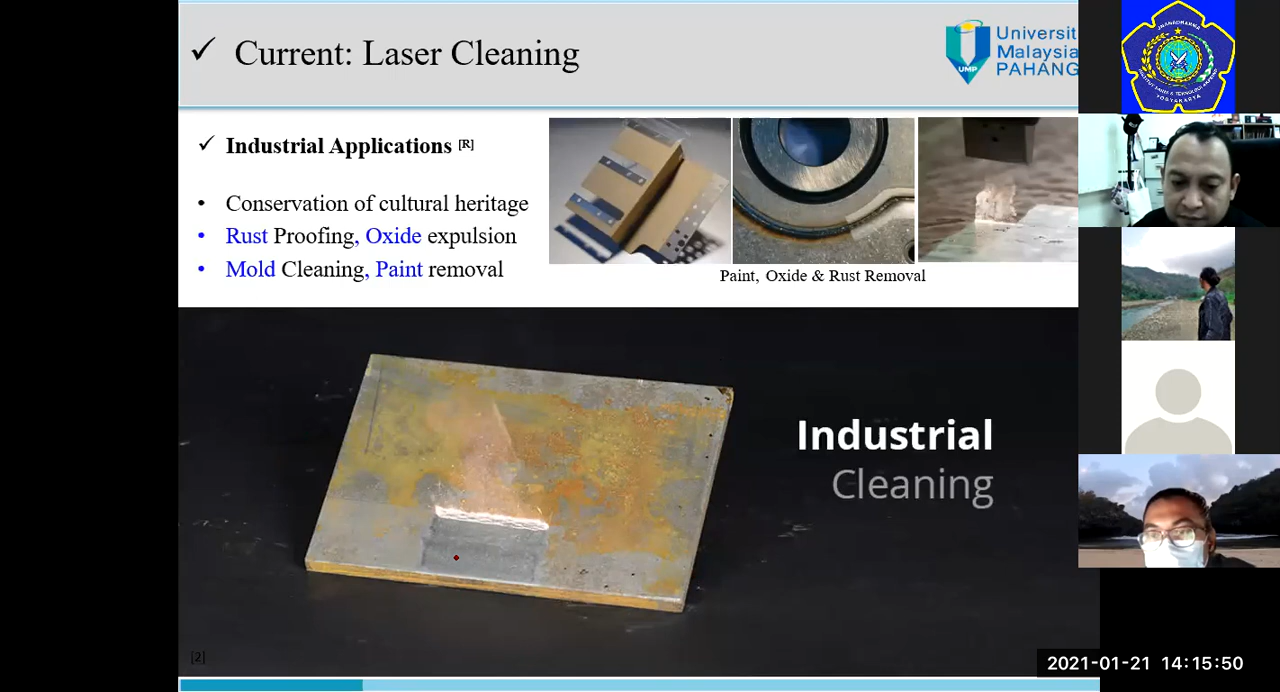 ✓ Current: Laser Cleaning
Universit
Malaysia
PAHANG
UMP
✓ Industrial Applications [R]
• Conservation of cultural heritage
• Rust Proofing, Oxide expulsion
• Mold Cleaning, Paint removal
Paint, Oxide & Rust Removal
Industrial
Cleaning
[2]
YOGYAKARTA
2021-01-21 14:15:50